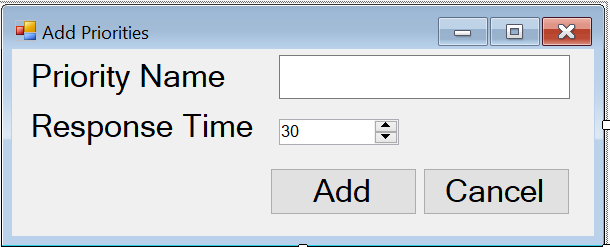 Add Priorities
Priority Name
Response Time 30
Add Cancel